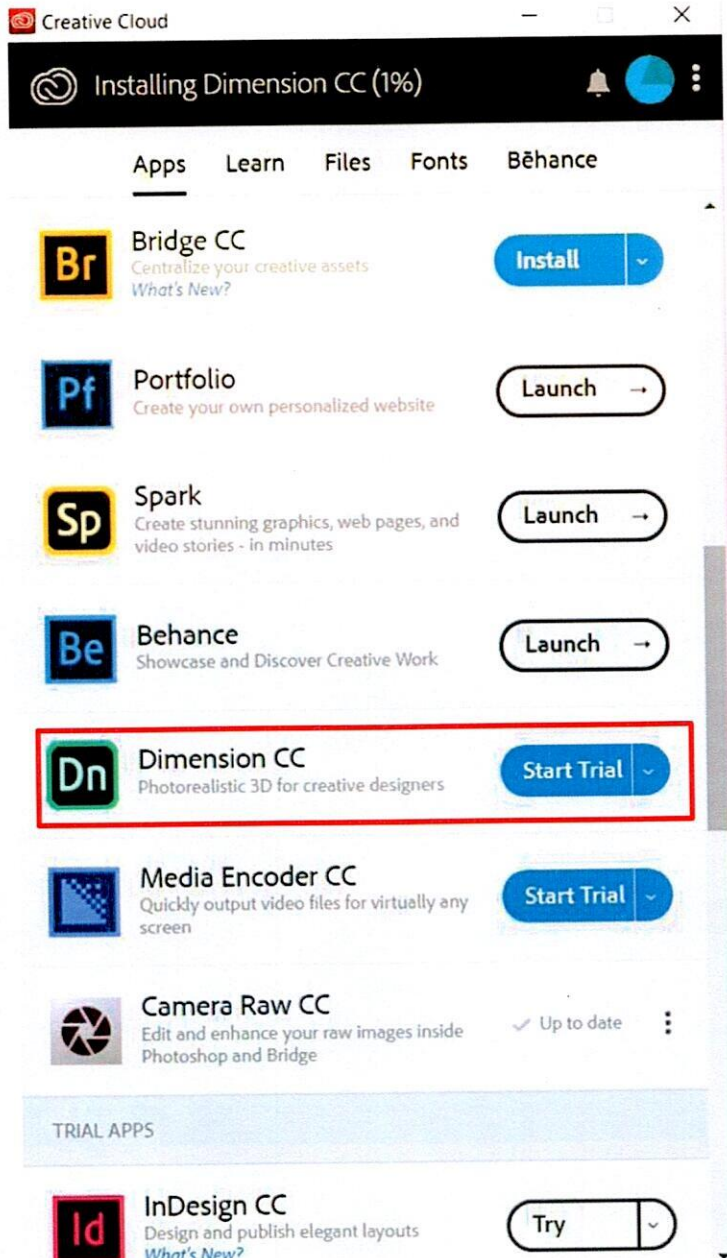 Creative Cloud
Installing Dimension CC (1%)
Apps Learn Files Fonts Bēhance
Br
Bridge CC
Install
Centralize your creative assets
What's New?
Pf
Portfolio
Launch →
Create your own personalized website
Sp
Spark
Create stunning graphics, web pages, and
Launch →
video stories - in minutes
Be
Behance
Launch →
Showcase and Discover Creative Work
Dn
Dimension CC
Start Trial
Photorealistic 3D for creative designers
Media Encoder CC
Start Trial
Quickly output video files for virtually any
screen
Camera Raw CC
Edit and enhance your raw images inside
Up to date
Photoshop and Bridge
TRIAL APPS
Id
InDesign CC
Try
Design and publish elegant layouts
What's New?